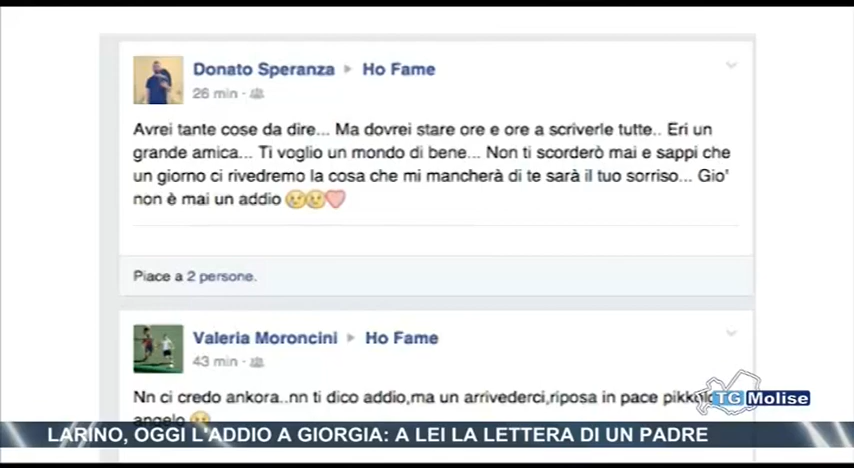 Donato Speranza ▸ Ho Fame
26 min ·
Avrei tante cose da dire... Ma dovrei stare ore e ore a scriverle tutte.. Eri un
grande amica... Ti voglio un mondo di bene... Non ti scorderò mai e sappi che
un giorno ci rivedremo la cosa che mi mancherà di te sarà il tuo sorriso... Gio'
non è mai un addio 😢😢❤
Piace a 2 persone.
Valeria Moroncini ▸ Ho Fame
43 min ·
Nn ci credo ankora..nn ti dico addio,ma un arrivederci,riposa in pace pikkolo
angelo 😢
TG Molise
LARINO, OGGI L'ADDIO A GIORGIA: A LEI LA LETTERA DI UN PADRE